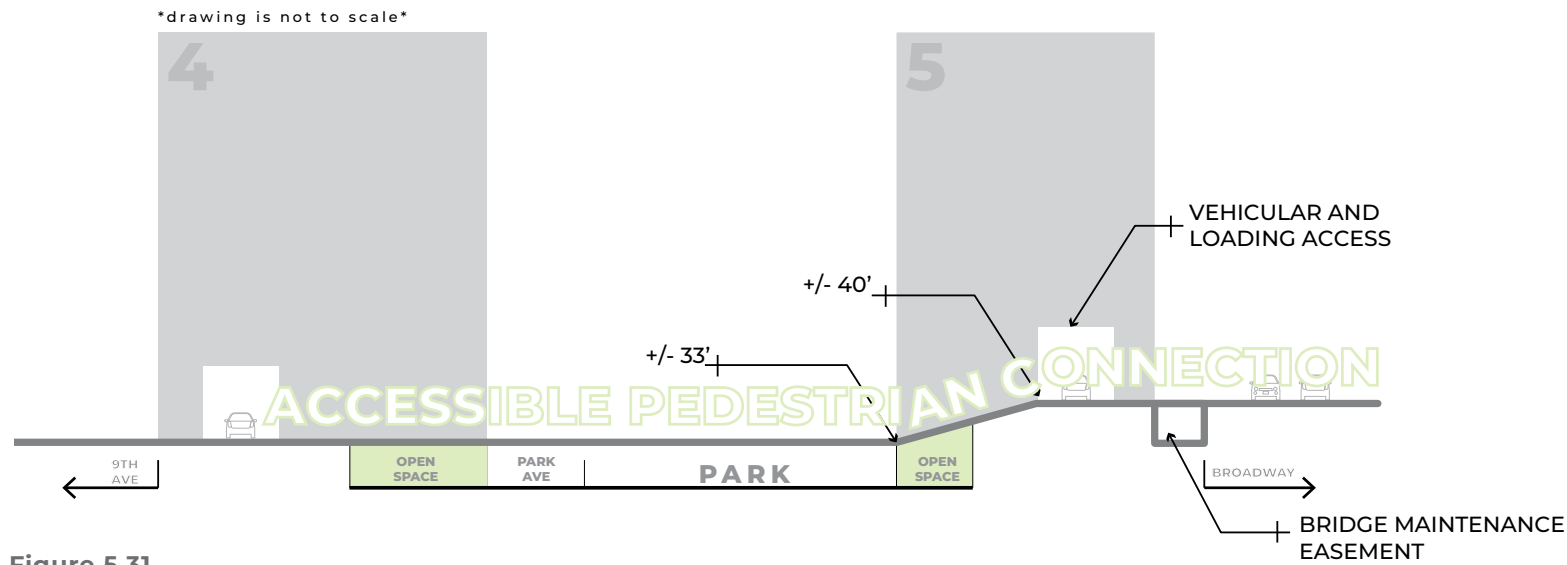 *drawing is not to scale*
4
5
VEHICULAR AND
LOADING ACCESS
+/- 40’
+/- 33’
ACCESSIBLE PEDESTRIAN CONNECTION
9TH
AVE
OPEN
SPACE
PARK
AVE
PARK
OPEN
SPACE
BROADWAY
BRIDGE MAINTENANCE
EASEMENT
Figure 5.31